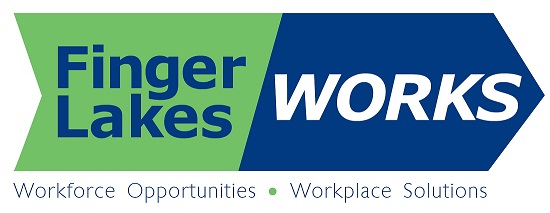 Finger
Lakes
WORKS
Workforce Opportunities • Workplace Solutions